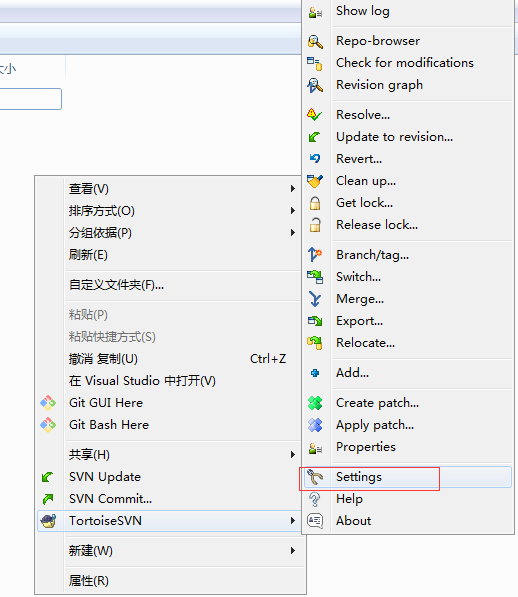 大小
查看(V)
排序方式(O)
分组依据(P)
刷新(E)
自定义文件夹(F)...
粘贴(P)
粘贴快捷方式(S)
撤消 复制(U) Ctrl+Z
在 Visual Studio 中打开(V)
Git GUI Here
Git Bash Here
共享(H)
SVN Update
SVN Commit...
TortoiseSVN
新建(W)
属性(R)
Show log
Repo-browser
Check for modifications
Revision graph
Resolve...
Update to revision...
Revert...
Clean up...
Get lock...
Release lock...
Branch/tag...
Switch...
Merge...
Export...
Relocate...
Add...
Create patch...
Apply patch...
Properties
Settings
Help
About